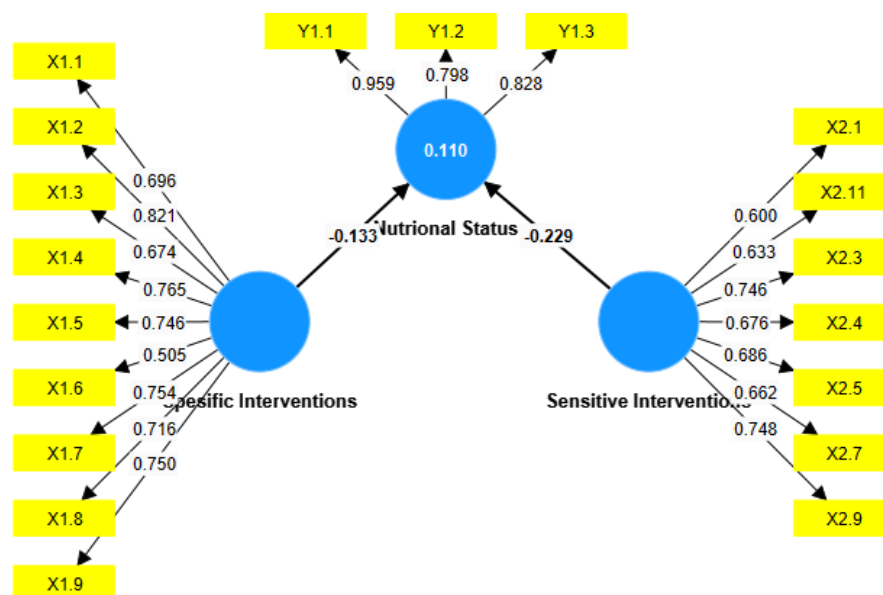 Y1.1
Y1.2
Y1.3
0.959
0.798
0.828
X1.1
X1.2
X1.3
X1.4
X1.5
X1.6
X1.7
X1.8
X1.9
0.696
0.821
0.674
0.765
0.746
0.505
0.754
0.716
0.750
0.110
Nutrional Status
-0.133
-0.229
Spesific Interventions
Sensitive Interventions
0.600
0.633
0.746
0.676
0.686
0.662
0.748
X2.1
X2.11
X2.3
X2.4
X2.5
X2.7
X2.9